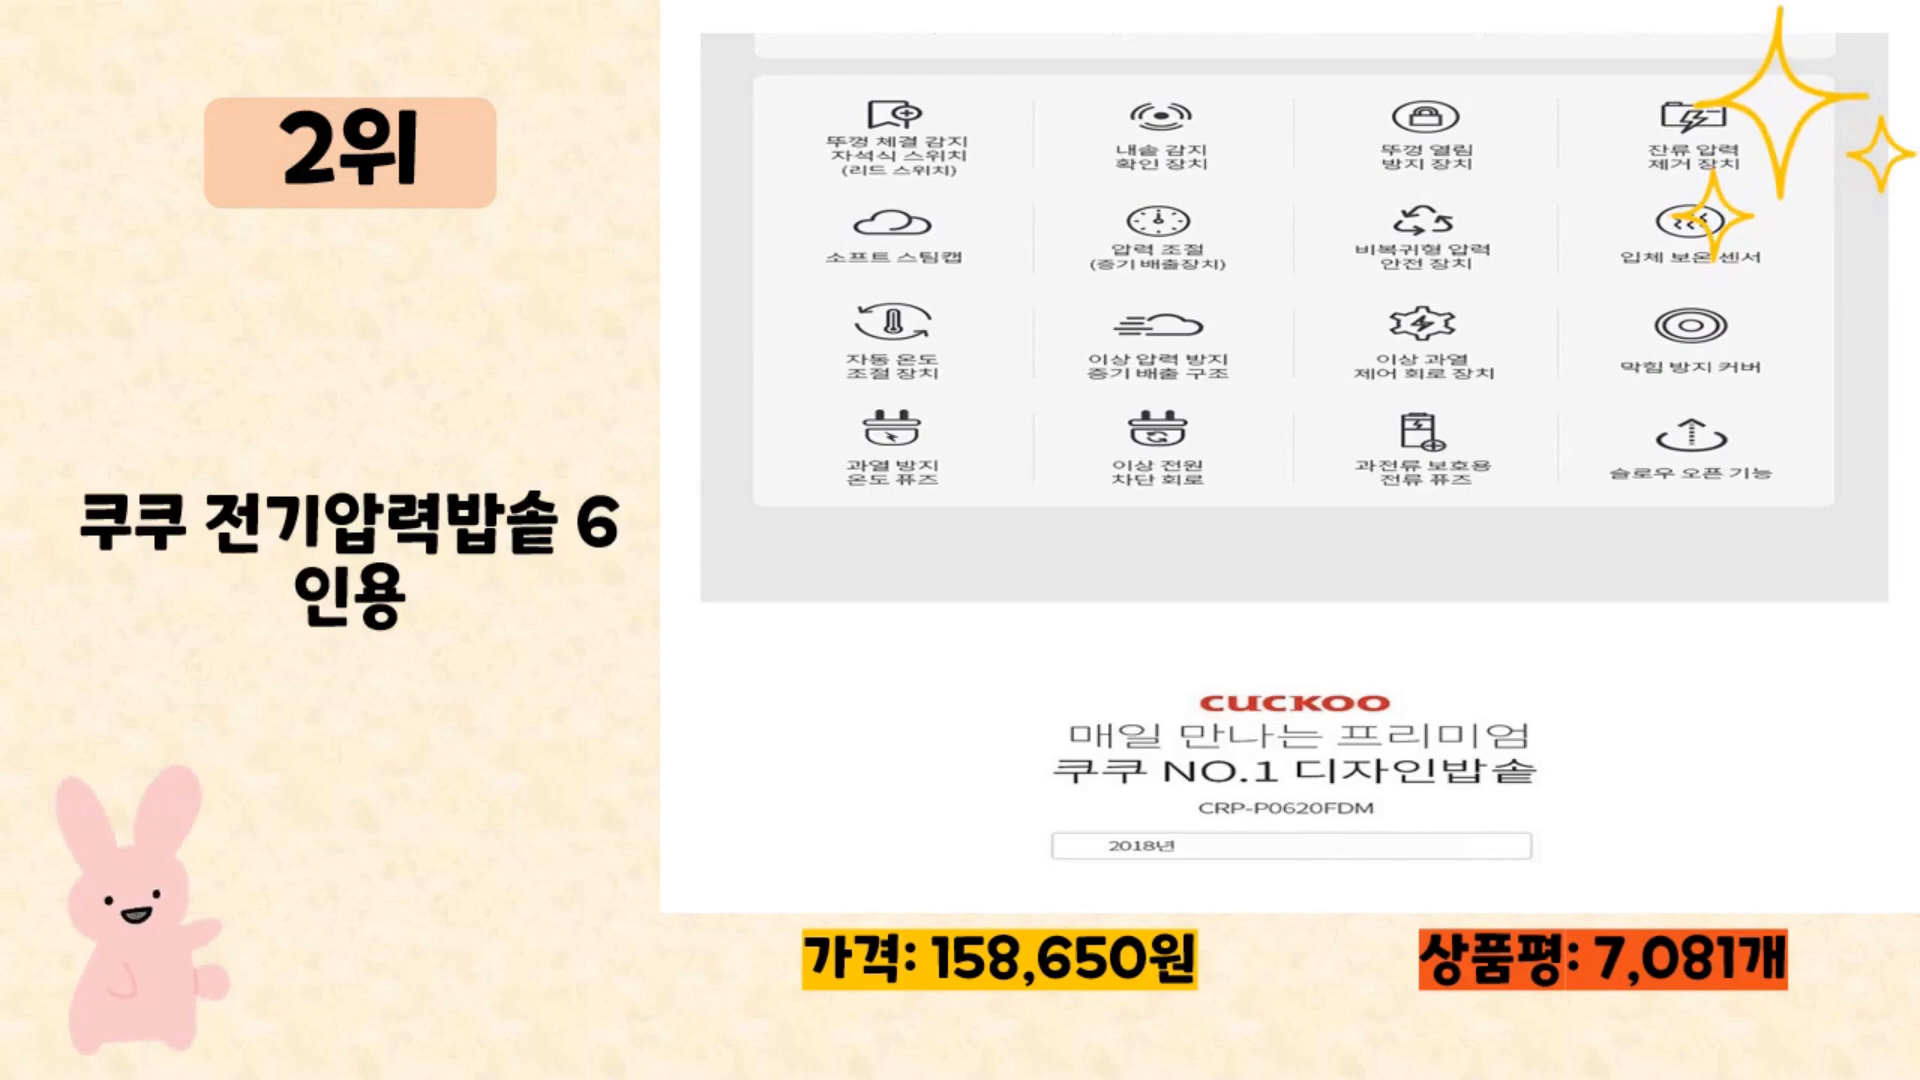 2위
쿠쿠 전기압력밥솥 6
인용
뚜껑 체결 감지
자석식 스위치
(리드 스위치)
내솥 감지
확인 장치
뚜껑 열림
방지 장치
잔류 압력
제거 장치
소프트 스팀캡
압력 조절
(증기 배출장치)
비복귀형 압력
안전 장치
입체 보온 센서
자동 온도
조절 장치
이상 압력 방지
증기 배출 구조
이상 과열
제어 회로 장치
막힘 방지 커버
과열 방지
온도 퓨즈
이상 전원
차단 회로
과전류 보호용
전류 퓨즈
슬로우 오픈 기능
CUCKOO
매일 만나는 프리미엄
쿠쿠 NO.1 디자인밥솥
CRP-P0620FDM
2018년
가격: 158,650원
상품평: 7,081개